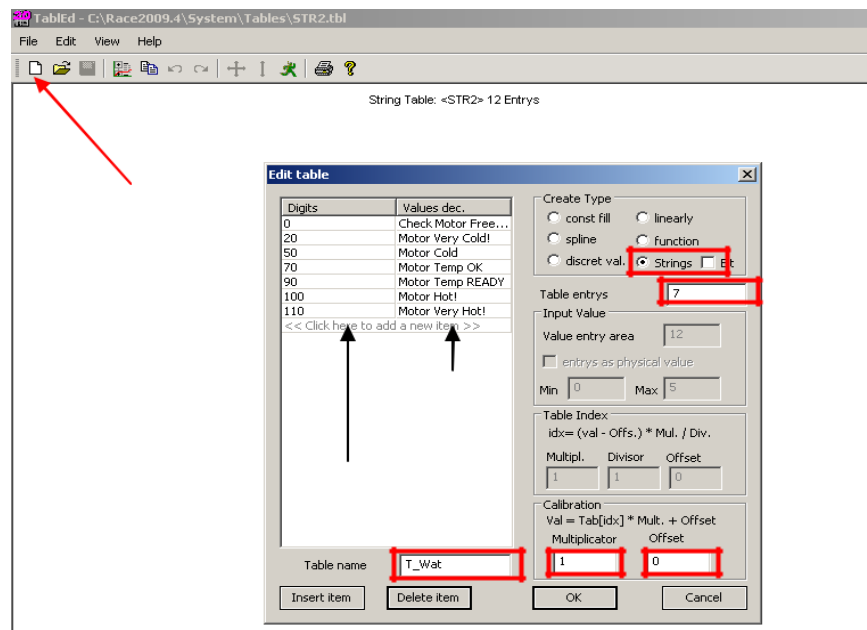 TablEd - C:\Race2009.4\System\Tables\STR2.tbl
File Edit View Help
String Table: <STR2> 12 Entrys
Edit table
Digits Values dec.
0 Check Motor Free...
20 Motor Very Cold!
50 Motor Cold
70 Motor Temp OK
90 Motor Temp READY
100 Motor Hot!
110 Motor Very Hot!
<< Click here to add a new item >>
Table name T_Wat
Insert item Delete item
Create Type
const fill linearly
spline function
discret val. Strings
Table entrys 7
Input Value
Value entry area 12
entrys as physical value
Min 0 Max 5
Table Index
idx= (val - Offs.) * Mul. / Div.
Multipl. Divisor Offset
1 1 0
Calibration
Val = Tab[idx] * Mult. + Offset
Multiplicator Offset
1 0
OK Cancel